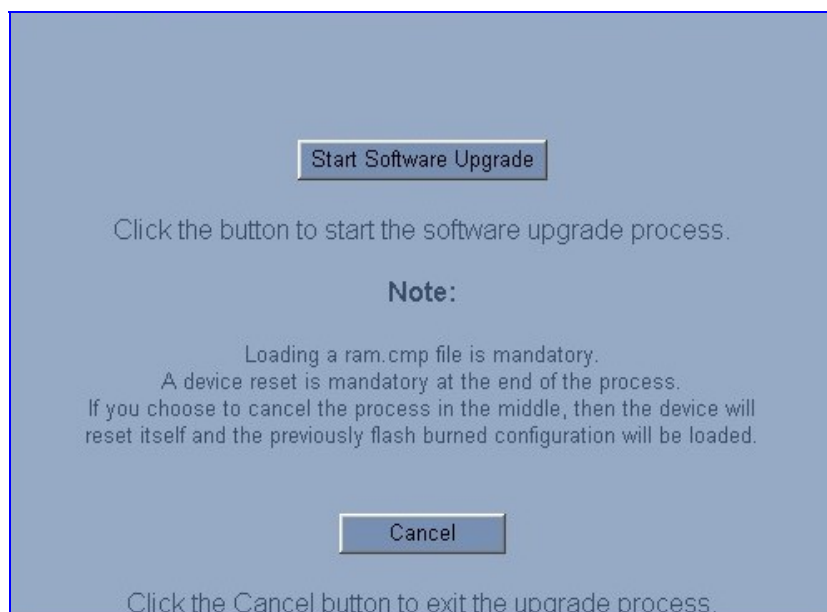 Start Software Upgrade
Click the button to start the software upgrade process.
Note:
Loading a ram.cmp file is mandatory.
A device reset is mandatory at the end of the process.
If you choose to cancel the process in the middle, then the device will
reset itself and the previously flash burned configuration will be loaded.
Cancel
Click the Cancel button to exit the upgrade process.